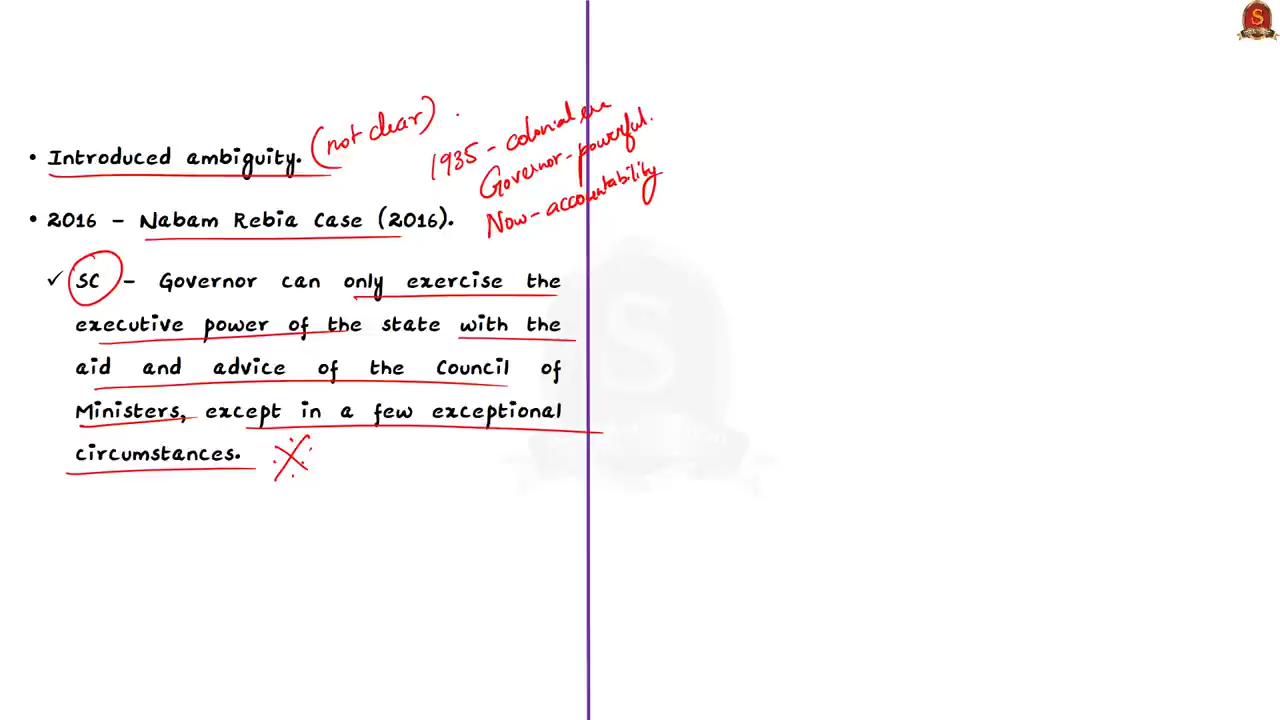 • Introduced ambiguity. (not clear).
1935 - colonial era
Governor - powerful.
Now - accountability
• 2016 - Nabam Rebia Case (2016).
✓ SC - Governor can only exercise the
executive power of the state with the
aid and advice of the Council of
Ministers, except in a few exceptional
circumstances.
S